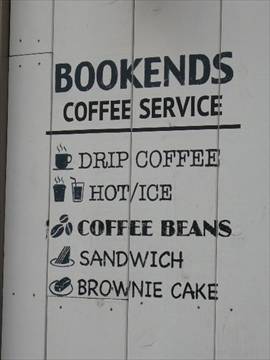 BOOKENDS
COFFEE SERVICE
DRIP COFFEE
HOT/ICE
COFFEE BEANS
SANDWICH
BROWNIE CAKE